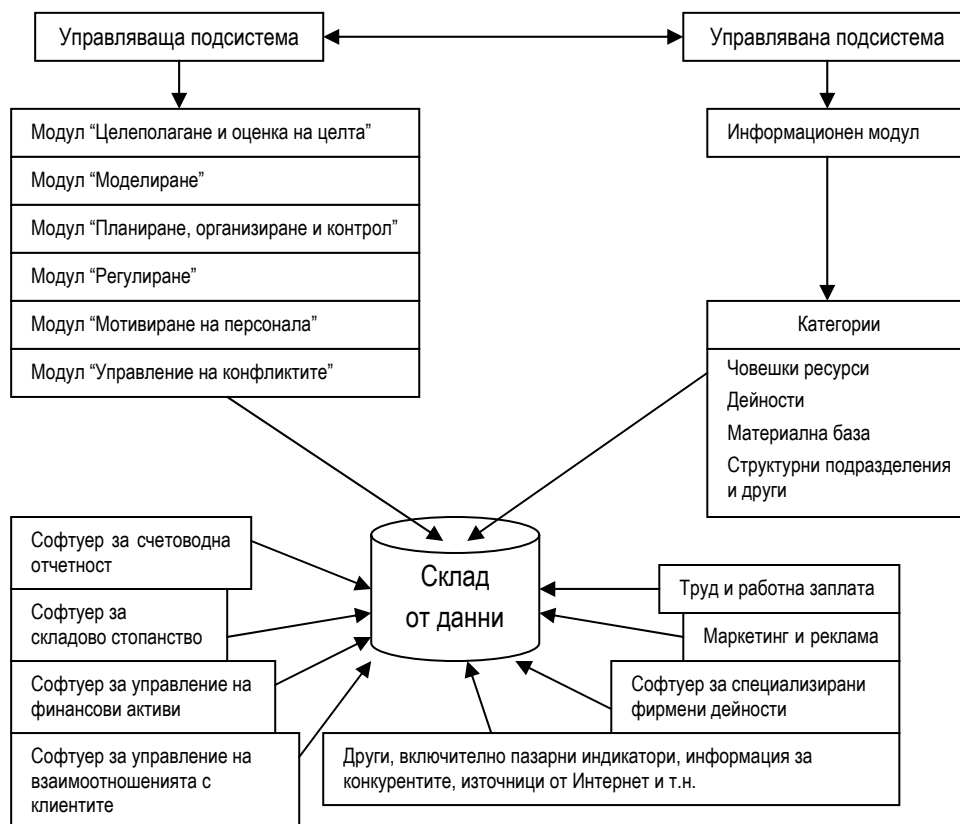 Управляваща подсистема
Управлявана подсистема
Модул “Целеполагане и оценка на целта”
Модул “Моделиране”
Модул “Планиране, организиране и контрол”
Модул “Регулиране”
Модул “Мотивиране на персонала”
Модул “Управление на конфликтите”
Информационен модул
Категории
Човешки ресурси
Дейности
Материална база
Структурни подразделения
и други
Склад
от данни
Софтуер за счетоводна
отчетност
Софтуер за
складово стопанство
Софтуер за управление на
финансови активи
Софтуер за управление на
взаимоотношенията с
клиентите
Труд и работна заплата
Маркетинг и реклама
Софтуер за специализирани
фирмени дейности
Други, включително пазарни индикатори, информация за
конкурентите, източници от Интернет и т.н.